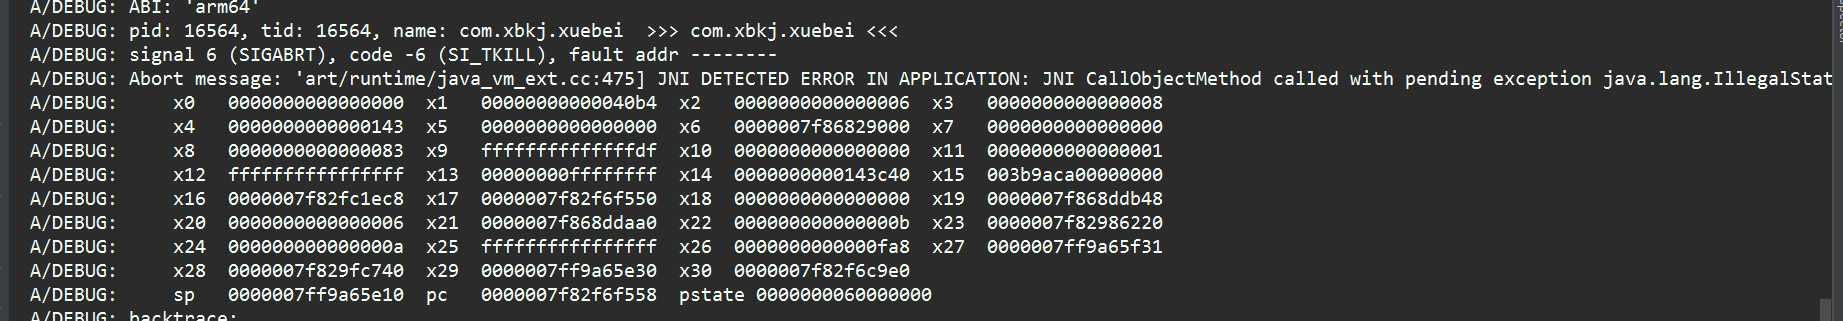 A/DEBUG: ABI: 'arm64'
A/DEBUG: pid: 16564, tid: 16564, name: com.xbkj.xuebei  >>> com.xbkj.xuebei <<<
A/DEBUG: signal 6 (SIGABRT), code -6 (SI_TKILL), fault addr --------
A/DEBUG: Abort message: 'art/runtime/java_vm_ext.cc:475] JNI DETECTED ERROR IN APPLICATION: JNI CallObjectMethod called with pending exception java.lang.IllegalStat
A/DEBUG:     x0   0000000000000000  x1   00000000000040b4  x2   0000000000000006  x3   0000000000000008
A/DEBUG:     x4   0000000000000143  x5   0000000000000000  x6   0000007f86829000  x7   0000000000000000
A/DEBUG:     x8   0000000000000083  x9   ffffffffffffffdf  x10  0000000000000000  x11  0000000000000001
A/DEBUG:     x12  ffffffffffffffff  x13  00000000ffffffff  x14  0000000000143c40  x15  003b9aca00000000
A/DEBUG:     x16  0000007f82fc1ec8  x17  0000007f82f6f550  x18  0000000000000000  x19  0000007f868ddb48
A/DEBUG:     x20  0000000000000006  x21  0000007f868ddaa0  x22  000000000000000b  x23  0000007f82986220
A/DEBUG:     x24  000000000000000a  x25  ffffffffffffffff  x26  0000000000000fa8  x27  0000007ff9a65f31
A/DEBUG:     x28  0000007f829fc740  x29  0000007ff9a65e30  x30  0000007f82f6c9e0
A/DEBUG:     sp   0000007ff9a65e10  pc   0000007f82f6f558  pstate 0000000060000000
A/DEBUG: backtrace: